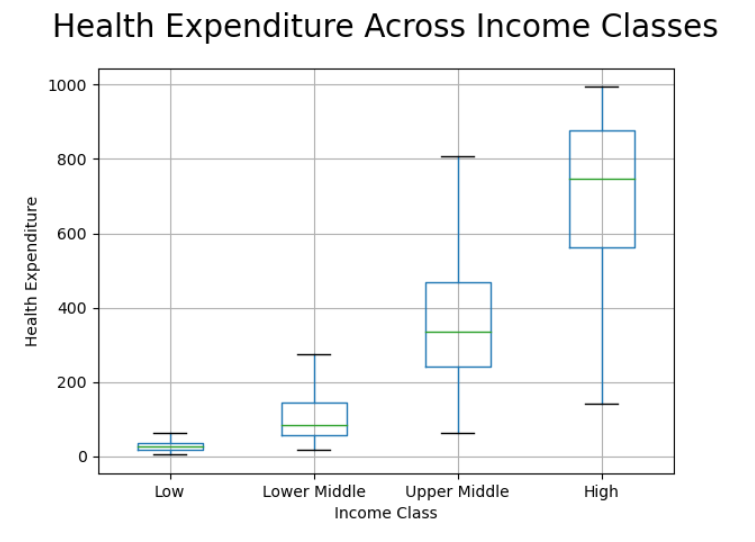 Health Expenditure Across Income Classes
1000
800
600
400
200
0
Health Expenditure
Low
Lower Middle
Upper Middle
High
Income Class